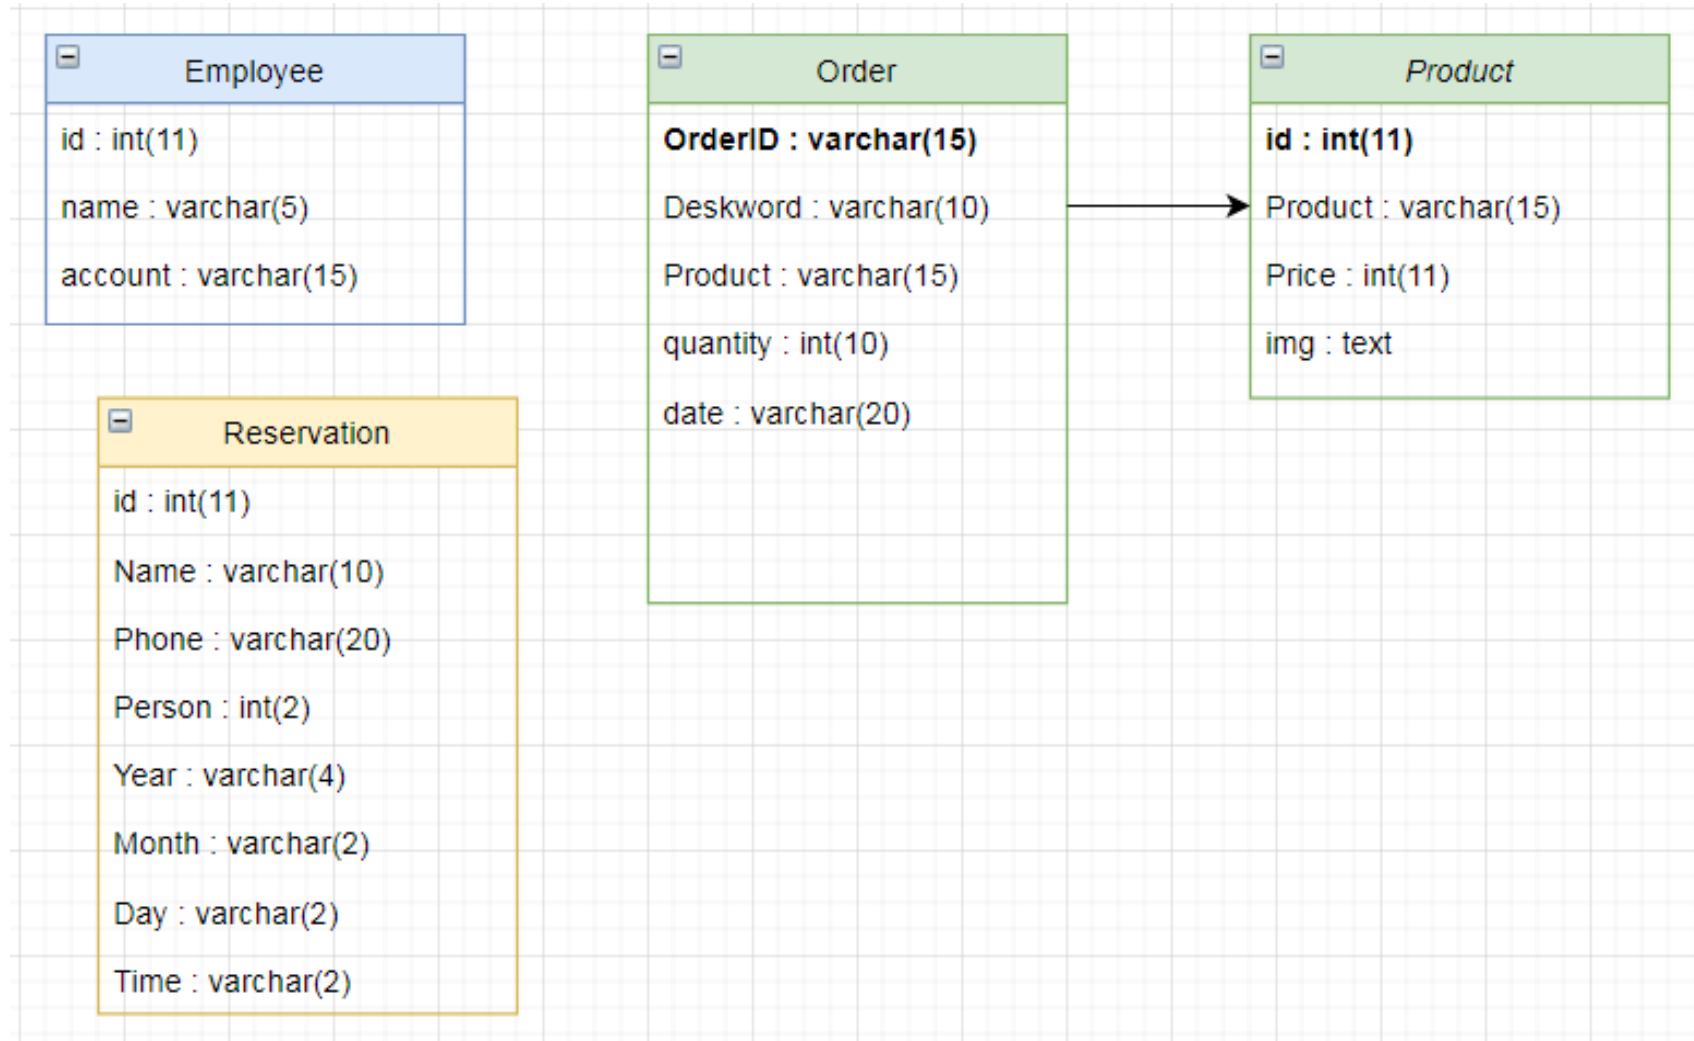 Employee
id : int(11)
name : varchar(5)
account : varchar(15)
Reservation
id : int(11)
Name : varchar(10)
Phone : varchar(20)
Person : int(2)
Year : varchar(4)
Month : varchar(2)
Day : varchar(2)
Time : varchar(2)
Order
OrderID : varchar(15)
Deskword : varchar(10)
Product : varchar(15)
quantity : int(10)
date : varchar(20)
Product
id : int(11)
Product : varchar(15)
Price : int(11)
img : text